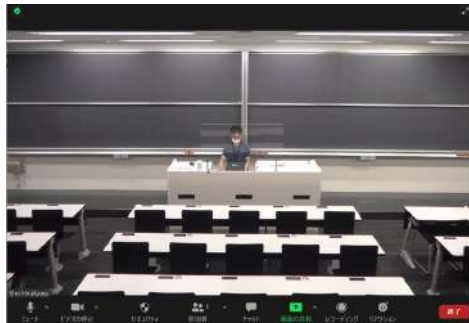 ミュート ビデオの停止 セキュリティ 参加者 1 チャット 画面の共有 レコーディング リアクション 終了